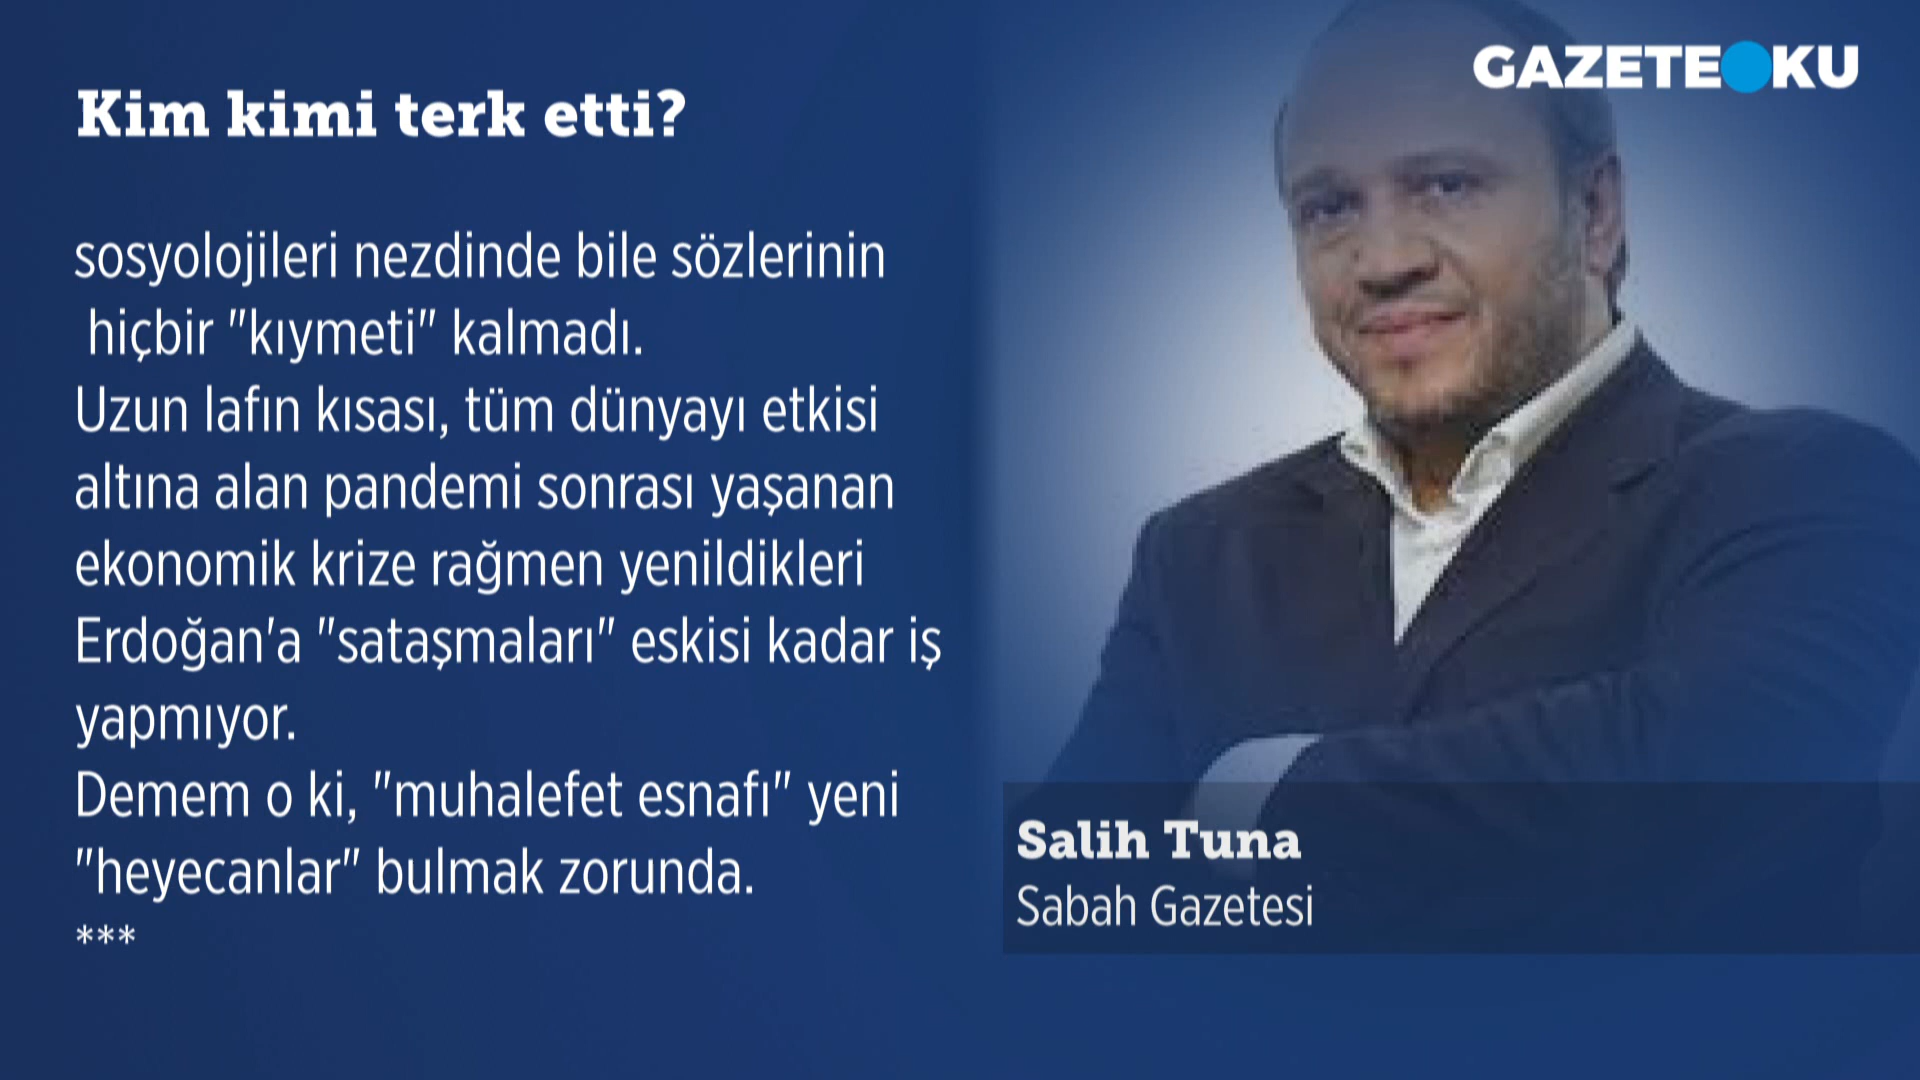 GAZETE KU
Kim kimi terk etti?
sosyolojileri nezdinde bile sözlerinin
hiçbir "kıymeti" kalmadı.
Uzun lafın kısası, tüm dünyayı etkisi
altına alan pandemi sonrası yaşanan
ekonomik krize rağmen yenildikleri
Erdoğan'a "sataşmaları" eskisi kadar iş
yapmıyor.
Demem o ki, "muhalefet esnafı" yeni
"heyecanlar" bulmak zorunda.
***
Salih Tuna
Sabah Gazetesi